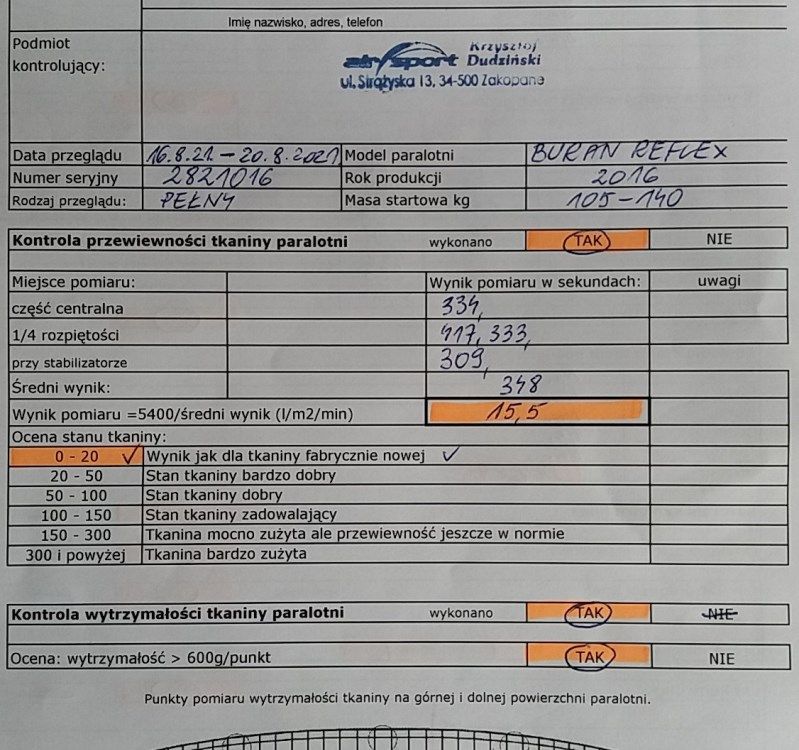 Imię nazwisko, adres, telefon
Podmiot kontrolujący:
airsport Krzysztof Dudziński
ul. Strążyska 13, 34-500 Zakopane
Data przeglądu 16.8.21. – 20.8.2021 Model paralotni BURAN REFLEX
Numer seryjny 2821016 Rok produkcji 2016
Rodzaj przeglądu: PEŁNY Masa startowa kg 105–140
Kontrola przewiewności tkaniny paralotni wykonano TAK NIE
Miejsce pomiaru: Wynik pomiaru w sekundach: uwagi
część centralna 334,
1/4 rozpiętości 417, 333,
przy stabilizatorze 309,
Średni wynik: 348
Wynik pomiaru =5400/średni wynik (l/m2/min) 15,5
Ocena stanu tkaniny:
0 - 20 ✓ Wynik jak dla tkaniny fabrycznie nowej ✓
20 - 50 Stan tkaniny bardzo dobry
50 - 100 Stan tkaniny dobry
100 - 150 Stan tkaniny zadowalający
150 - 300 Tkanina mocno zużyta ale przewiewność jeszcze w normie
300 i powyżej Tkanina bardzo zużyta
Kontrola wytrzymałości tkaniny paralotni wykonano TAK NIE
Ocena: wytrzymałość > 600g/punkt TAK NIE
Punkty pomiaru wytrzymałości tkaniny na górnej i dolnej powierzchni paralotni.